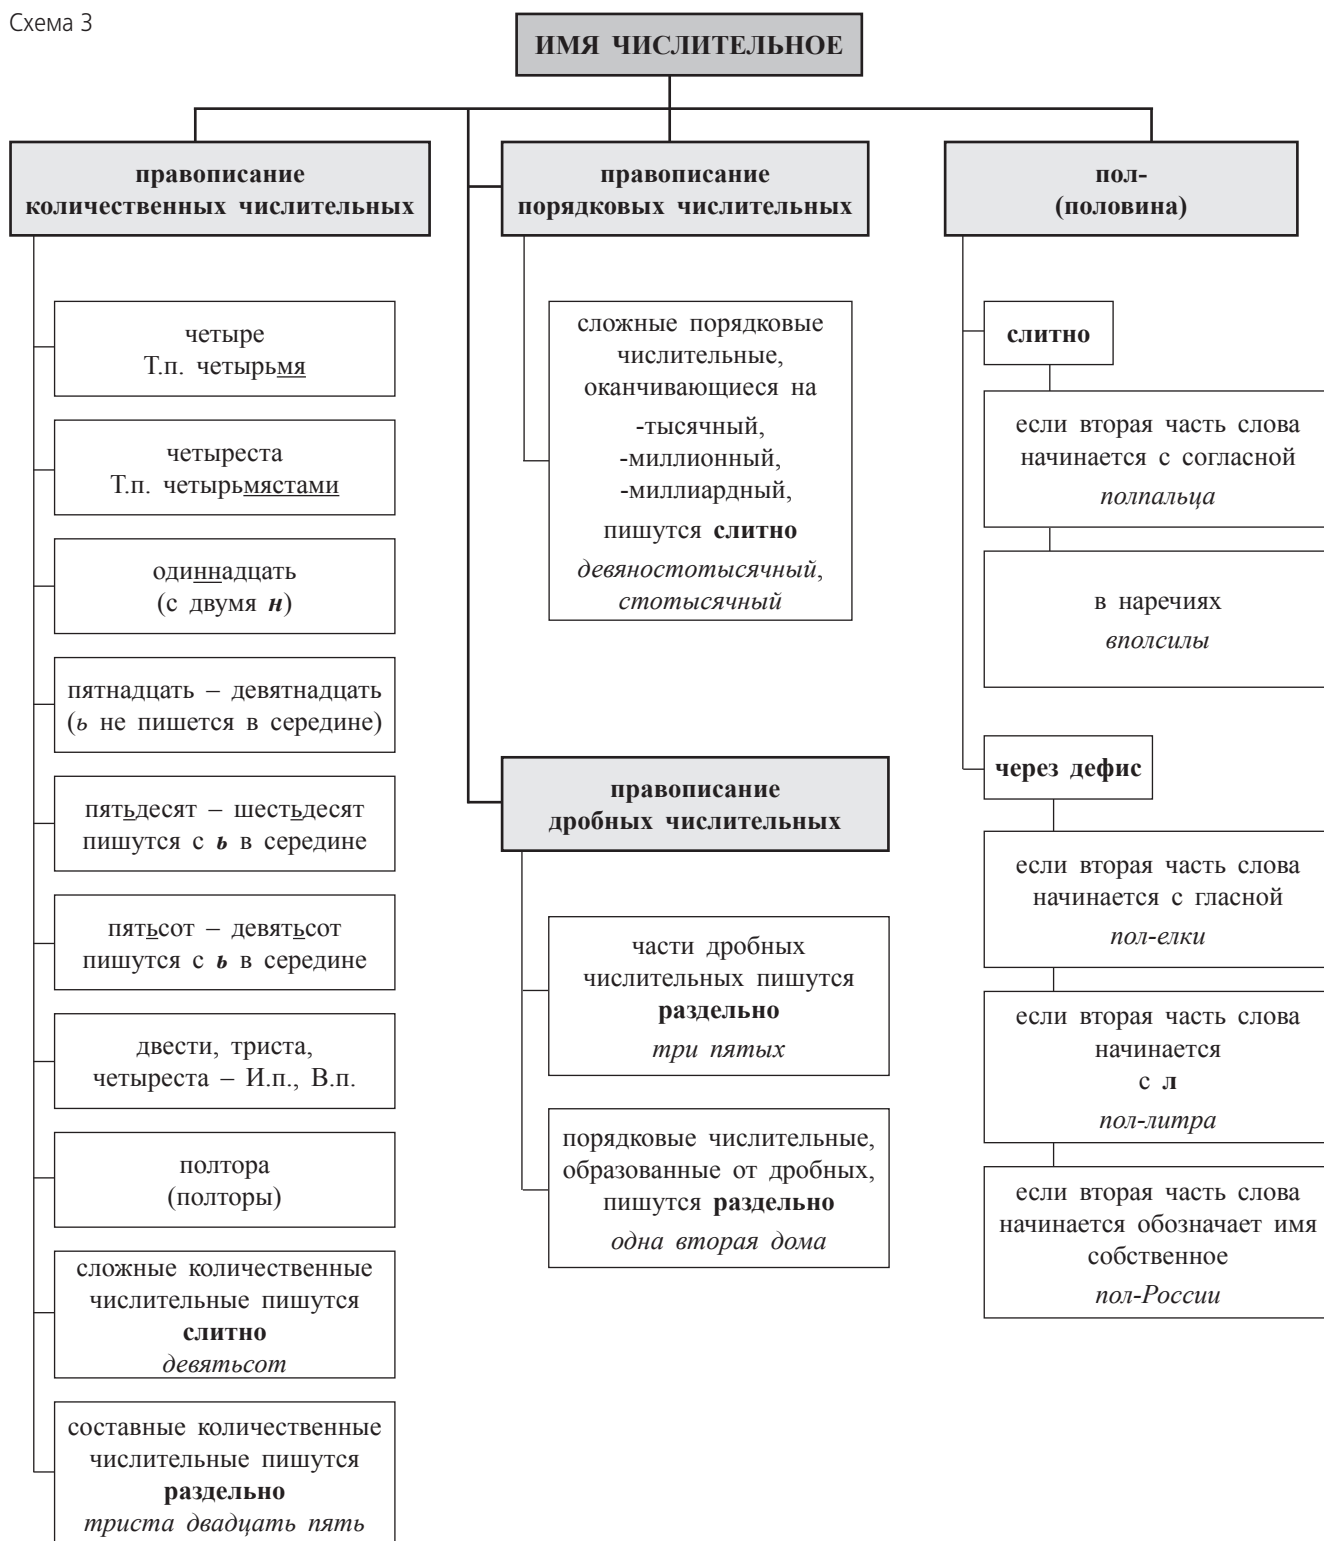 Схема 3
ИМЯ ЧИСЛИТЕЛЬНОЕ
правописание
количественных числительных
четыре
Т.п. четырьмя
четыреста
Т.п. четырьмястами
одиннадцать
(с двумя н)
пятнадцать – девятнадцать
(ь не пишется в середине)
пятьдесят – шестьдесят
пишутся с ь в середине
пятьсот – девятьсот
пишутся с ь в середине
двести, триста,
четыреста – И.п., В.п.
полтора
(полторы)
сложные количественные
числительные пишутся
слитно
девятьсот
составные количественные
числительные пишутся
раздельно
триста двадцать пять
правописание
порядковых числительных
сложные порядковые
числительные,
оканчивающиеся на
-тысячный,
-миллионный,
-миллиардный,
пишутся слитно
девяностотысячный,
стотысячный
правописание
дробных числительных
части дробных
числительных пишутся
раздельно
три пятых
порядковые числительные,
образованные от дробных,
пишутся раздельно
одна вторая дома
пол-
(половина)
слитно
если вторая часть слова
начинается с согласной
полпальца
в наречиях
вполсилы
через дефис
если вторая часть слова
начинается с гласной
пол-елки
если вторая часть слова
начинается
с л
пол-литра
если вторая часть слова
начинается обозначает имя
собственное
пол-России